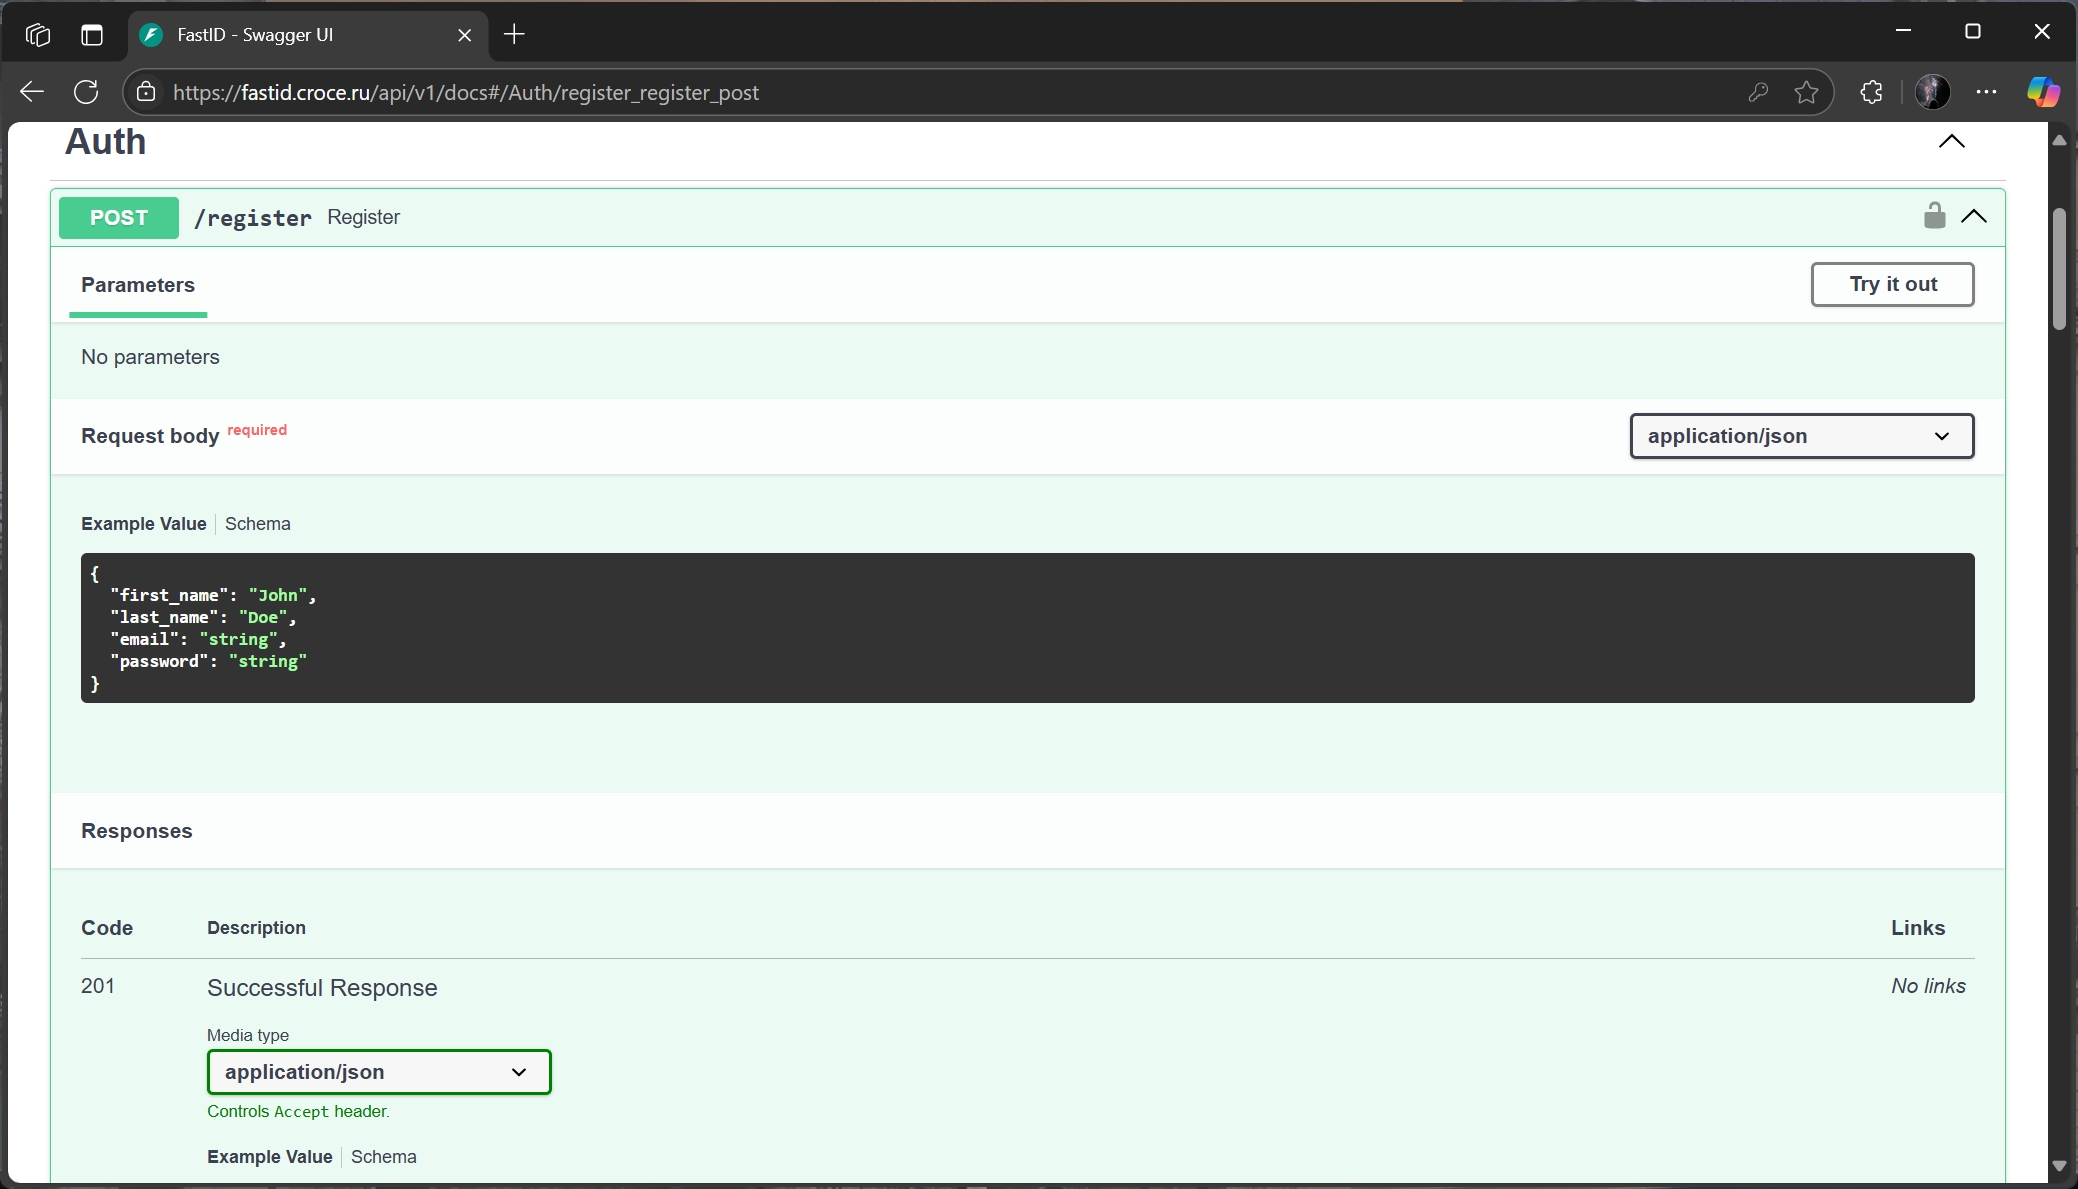 FastID - Swagger UI
https://fastid.croce.ru/api/v1/docs#/Auth/register_register_post
Auth
POST /register Register
Parameters
Try it out
No parameters
Request body required
application/json
Example Value Schema
{
"first_name": "John",
"last_name": "Doe",
"email": "string",
"password": "string"
}
Responses
Code Description Links
201 Successful Response No links
Media type
application/json
Controls Accept header.
Example Value Schema